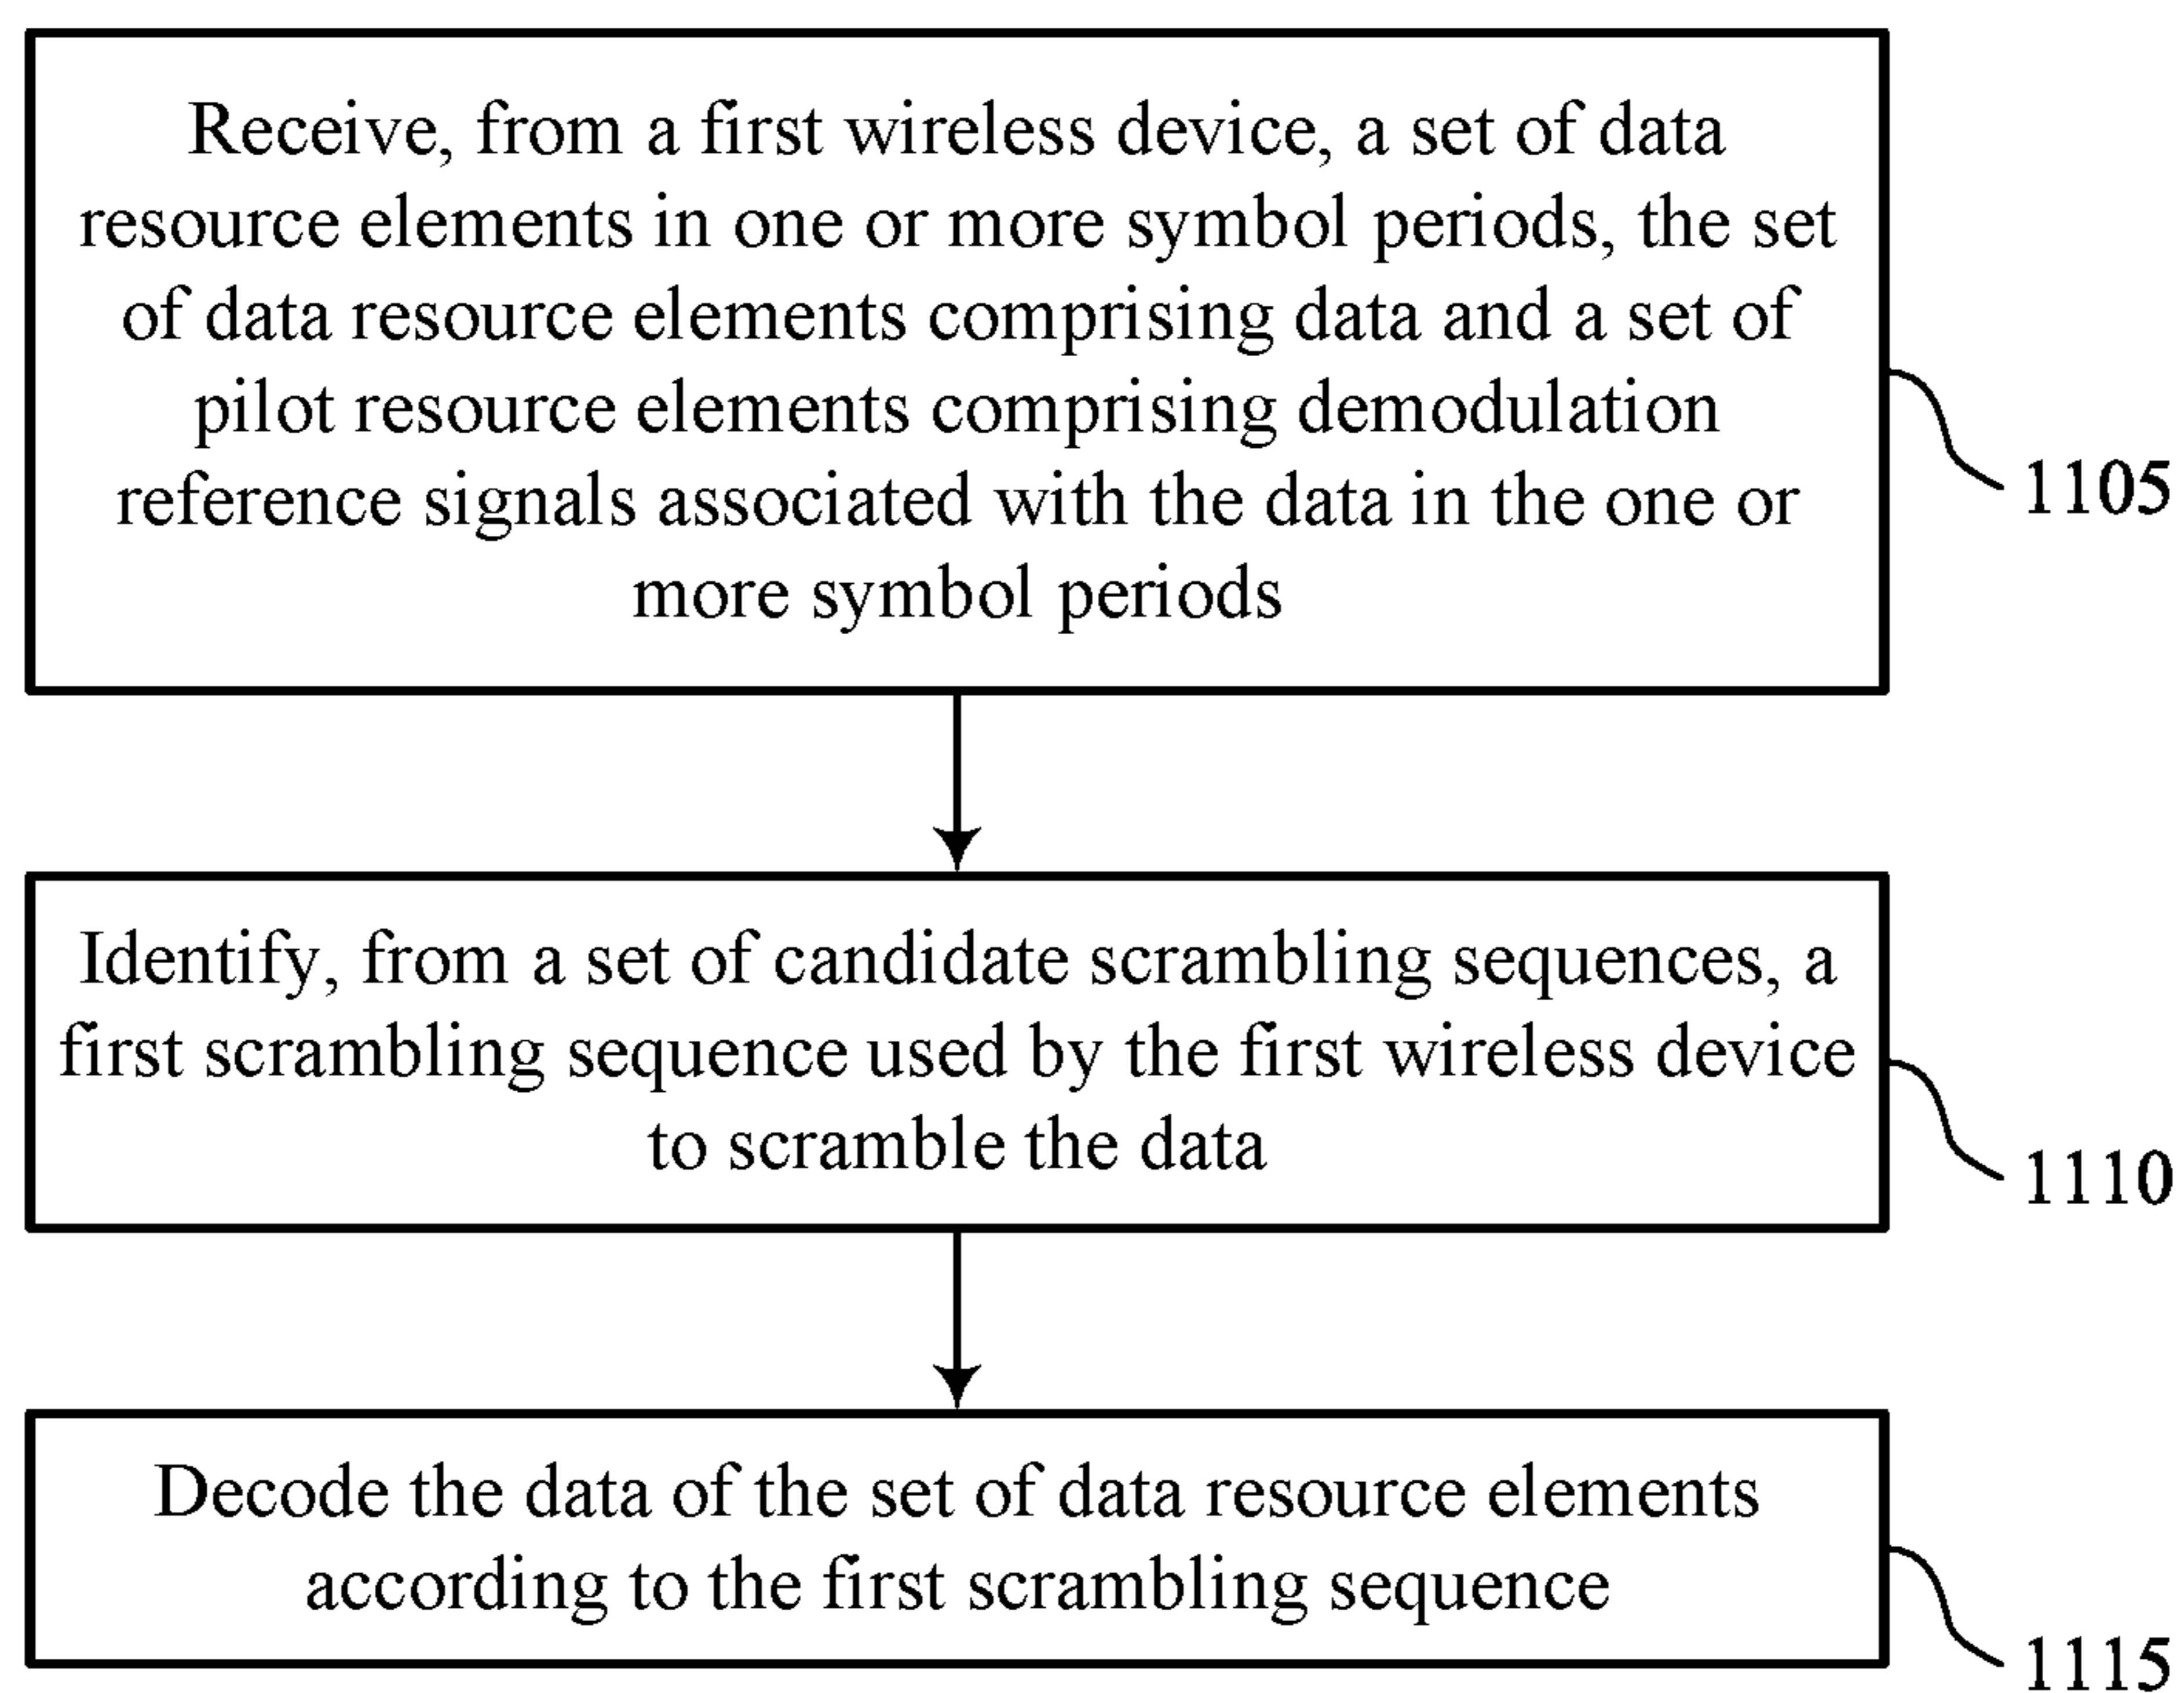 Receive, from a first wireless device, a set of data
resource elements in one or more symbol periods, the set
of data resource elements comprising data and a set of
pilot resource elements comprising demodulation
reference signals associated with the data in the one or
more symbol periods
1105
Identify, from a set of candidate scrambling sequences, a
first scrambling sequence used by the first wireless device
to scramble the data
1110
Decode the data of the set of data resource elements
according to the first scrambling sequence
1115